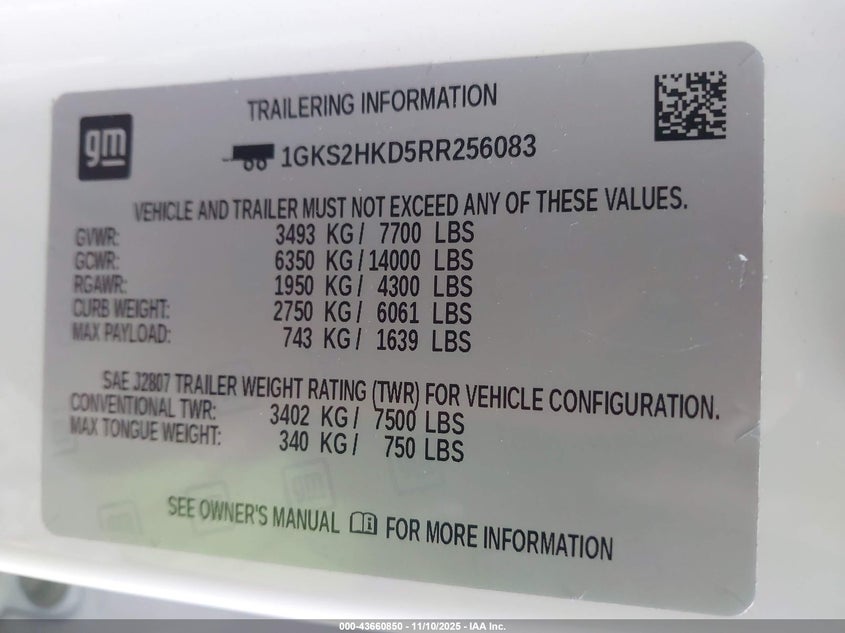 gm
TRAILERING INFORMATION
1GKS2HKD5RR256083
VEHICLE AND TRAILER MUST NOT EXCEED ANY OF THESE VALUES.
GVWR: 3493 KG / 7700 LBS
GCWR: 6350 KG / 14000 LBS
RGAWR: 1950 KG / 4300 LBS
CURB WEIGHT: 2750 KG / 6061 LBS
MAX PAYLOAD: 743 KG / 1639 LBS
SAE J2807 TRAILER WEIGHT RATING (TWR) FOR VEHICLE CONFIGURATION.
CONVENTIONAL TWR: 3402 KG / 7500 LBS
MAX TONGUE WEIGHT: 340 KG / 750 LBS
SEE OWNER'S MANUAL FOR MORE INFORMATION
000-43660850 - 11/10/2025 - IAA Inc.